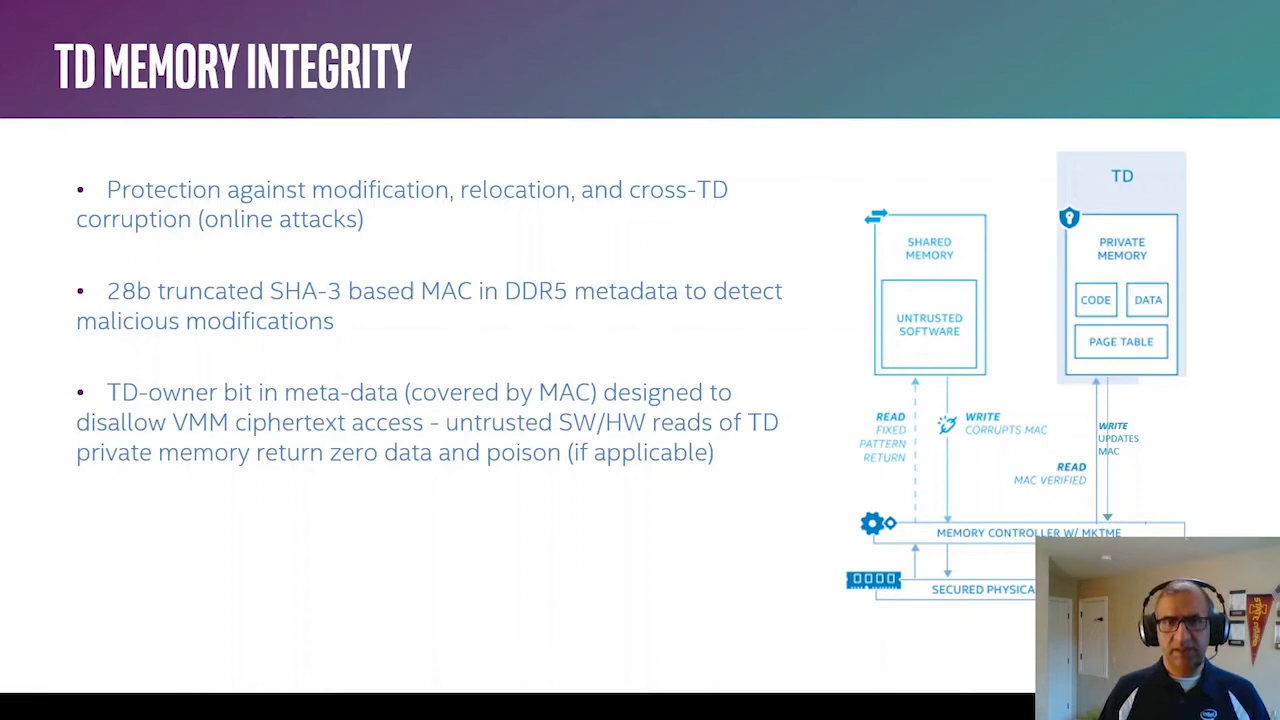 TD MEMORY INTEGRITY
• Protection against modification, relocation, and cross-TD
corruption (online attacks)
• 28b truncated SHA-3 based MAC in DDR5 metadata to detect
malicious modifications
• TD-owner bit in meta-data (covered by MAC) designed to
disallow VMM ciphertext access - untrusted SW/HW reads of TD
private memory return zero data and poison (if applicable)
TD
SHARED
MEMORY
UNTRUSTED
SOFTWARE
PRIVATE
MEMORY
CODE
DATA
PAGE TABLE
READ
FIXED
PATTERN
RETURN
WRITE
CORRUPTS MAC
WRITE
UPDATES
MAC
READ
MAC VERIFIED
MEMORY CONTROLLER W/ MKTME
SECURED PHYSICA
intel